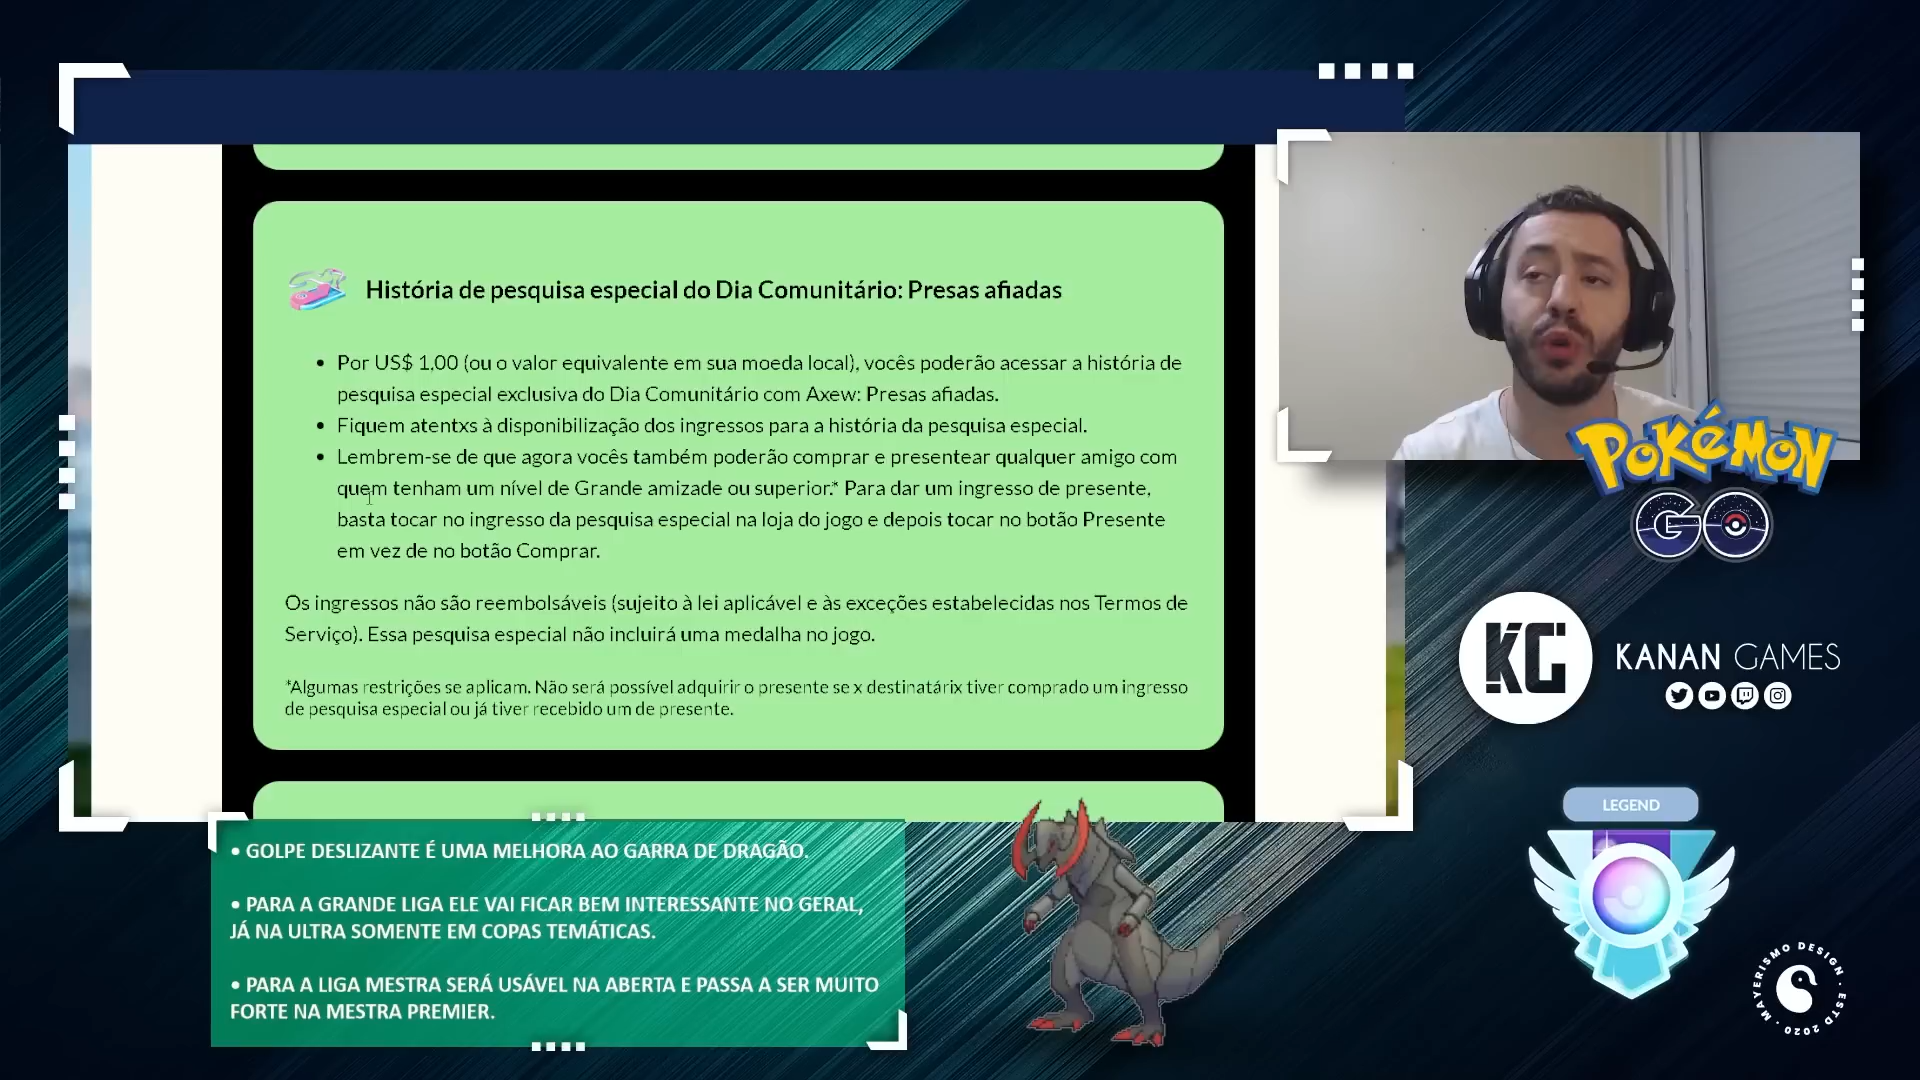 História de pesquisa especial do Dia Comunitário: Presas afiadas
• Por US$ 1,00 (ou o valor equivalente em sua moeda local), vocês poderão acessar a história de
pesquisa especial exclusiva do Dia Comunitário com Axew: Presas afiadas.
• Fiquem atentxs à disponibilização dos ingressos para a história da pesquisa especial.
• Lembrem-se de que agora vocês também poderão comprar e presentear qualquer amigo com
quem tenham um nível de Grande amizade ou superior.* Para dar um ingresso de presente,
basta tocar no ingresso da pesquisa especial na loja do jogo e depois tocar no botão Presente
em vez de no botão Comprar.
Os ingressos não são reembolsáveis (sujeito à lei aplicável e às exceções estabelecidas nos Termos de
Serviço). Essa pesquisa especial não incluirá uma medalha no jogo.
*Algumas restrições se aplicam. Não será possível adquirir o presente se x destinatárix tiver comprado um ingresso
de pesquisa especial ou já tiver recebido um de presente.
POKéMON
GO
KG
KANAN GAMES
LEGEND
• GOLPE DESLIZANTE É UMA MELHORA AO GARRA DE DRAGÃO.
• PARA A GRANDE LIGA ELE VAI FICAR BEM INTERESSANTE NO GERAL,
JÁ NA ULTRA SOMENTE EM COPAS TEMÁTICAS.
• PARA A LIGA MESTRA SERÁ USÁVEL NA ABERTA E PASSA A SER MUITO
FORTE NA MESTRA PREMIER.
MAYERISMO DESIGN · ESTD 2020 ·